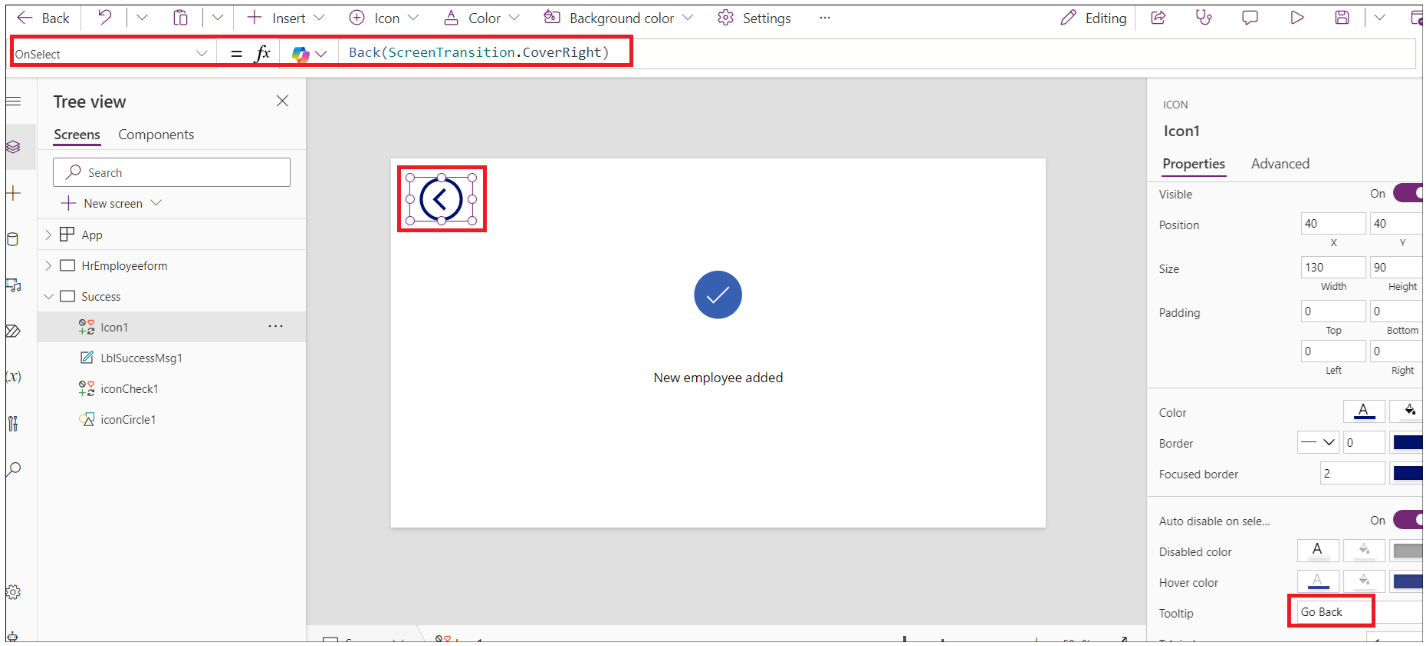 Back Insert Icon Color Background color Settings ... Editing
OnSelect = fx Back(ScreenTransition.CoverRight)
Tree view
Screens Components
Search
New screen
App
HrEmployeeform
Success
Icon1 ...
LblSuccessMsg1
iconCheck1
iconCircle1
(x)
New employee added
ICON
Icon1
Properties Advanced
Visible On
Position 40 40
X Y
Size 130 90
Width Height
Padding 0 0
Top Bottom
0 0
Left Right
Color A
Border 0
Focused border 2
Auto disable on sele... On
Disabled color A
Hover color A
Tooltip Go Back